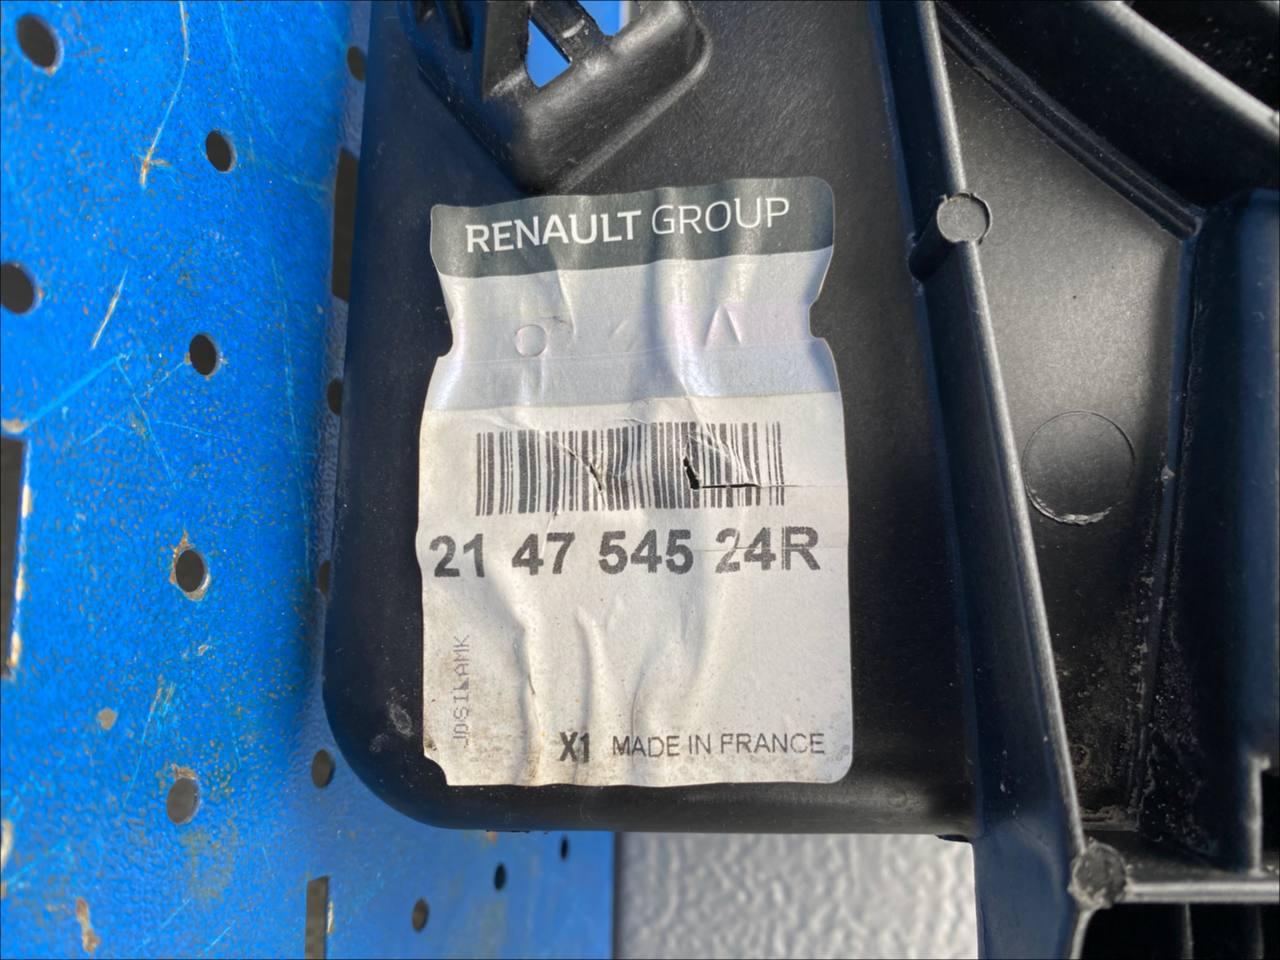 RENAULT GROUP
21 47 545 24R
X1 MADE IN FRANCE